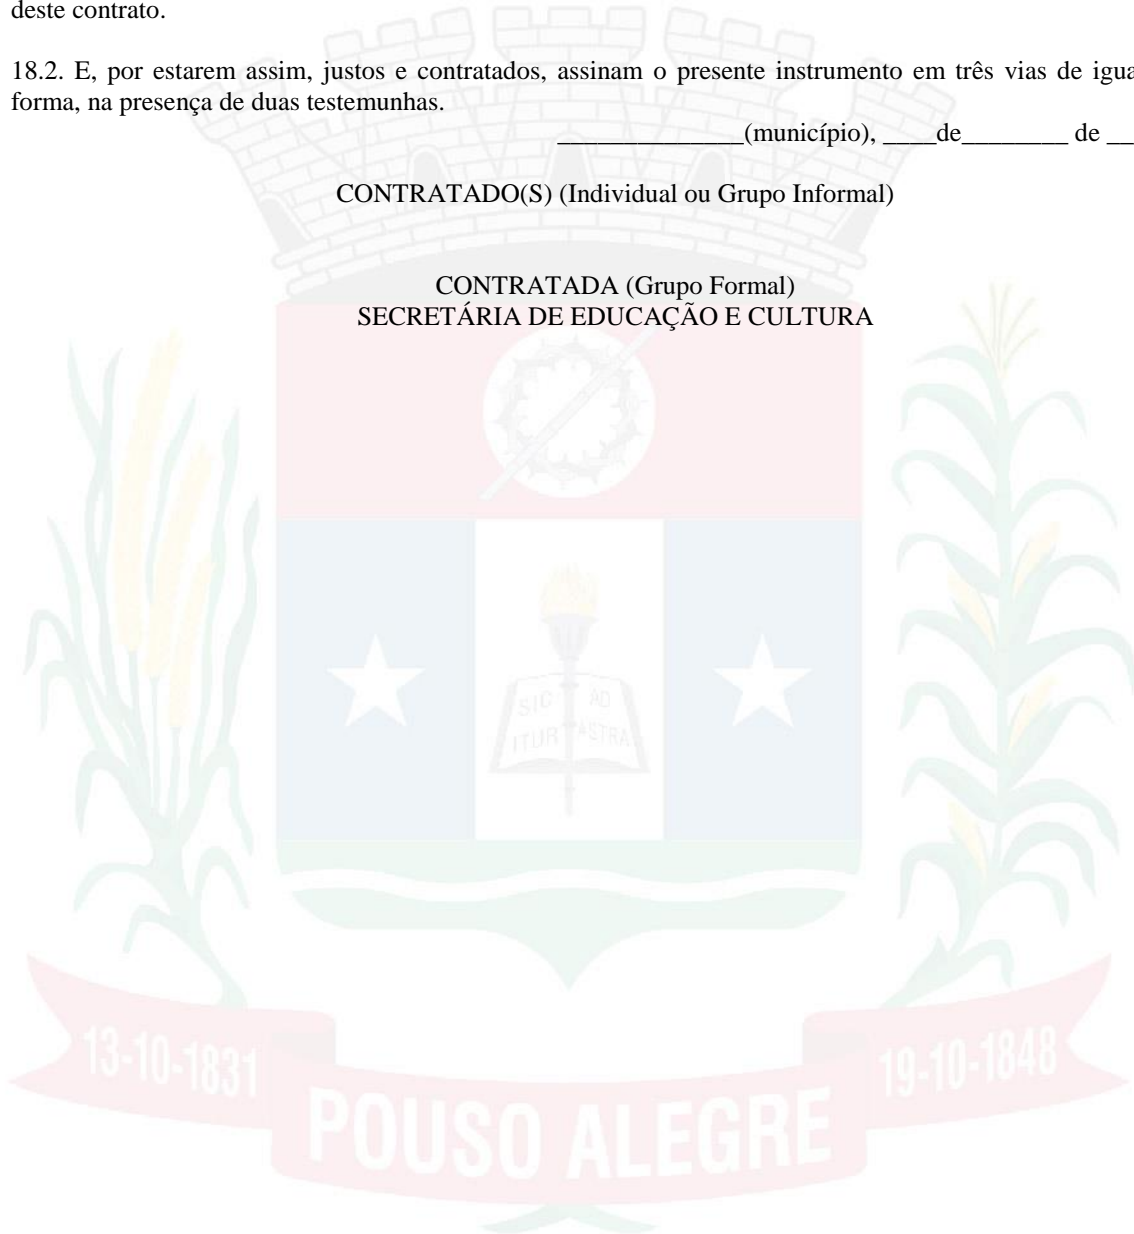 deste contrato.
18.2. E, por estarem assim, justos e contratados, assinam o presente instrumento em três vias de igua
forma, na presença de duas testemunhas.
______________(município), ____de________ de __
CONTRATADO(S) (Individual ou Grupo Informal)
CONTRATADA (Grupo Formal)
SECRETÁRIA DE EDUCAÇÃO E CULTURA
SIC AD
ITUR ASTRA
13-10-1831
19-10-1848
POUSO ALEGRE